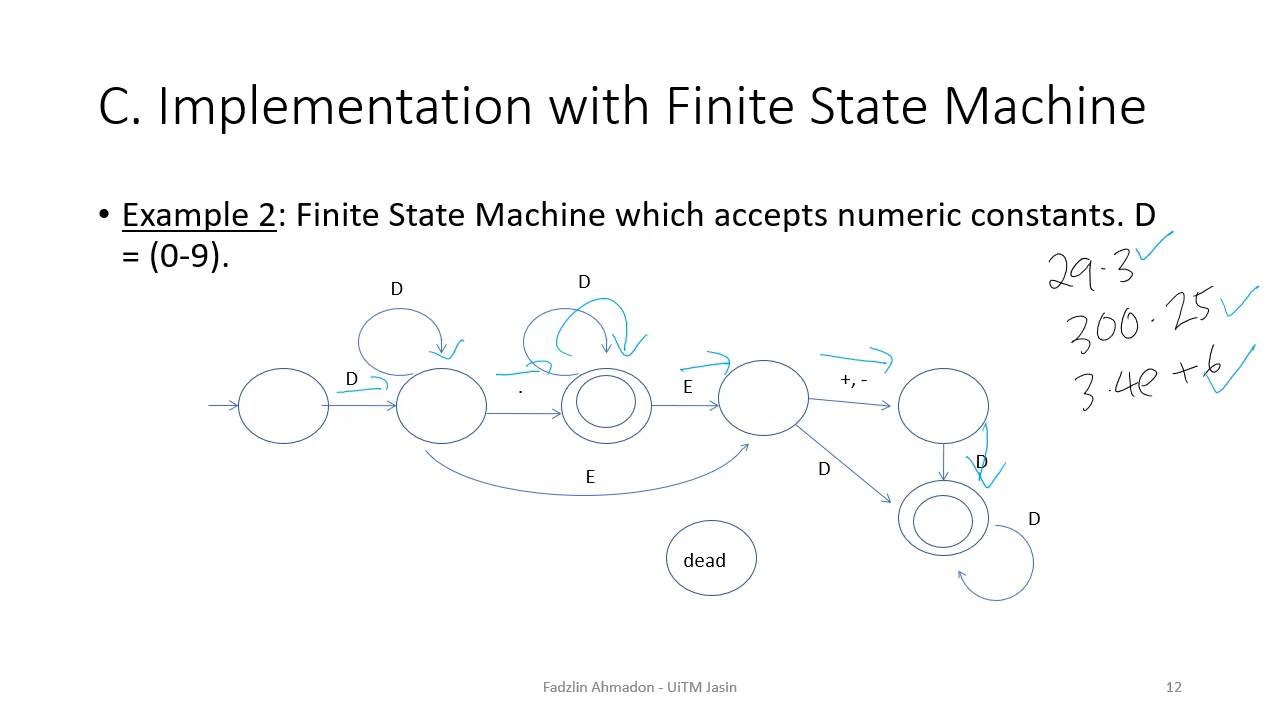 C. Implementation with Finite State Machine
• Example 2: Finite State Machine which accepts numeric constants. D
= (0-9).
29.3
300.25
3.4e+6
D
D
D
.
E
+, -
E
D
D
D
dead
Fadzlin Ahmadon - UiTM Jasin
12